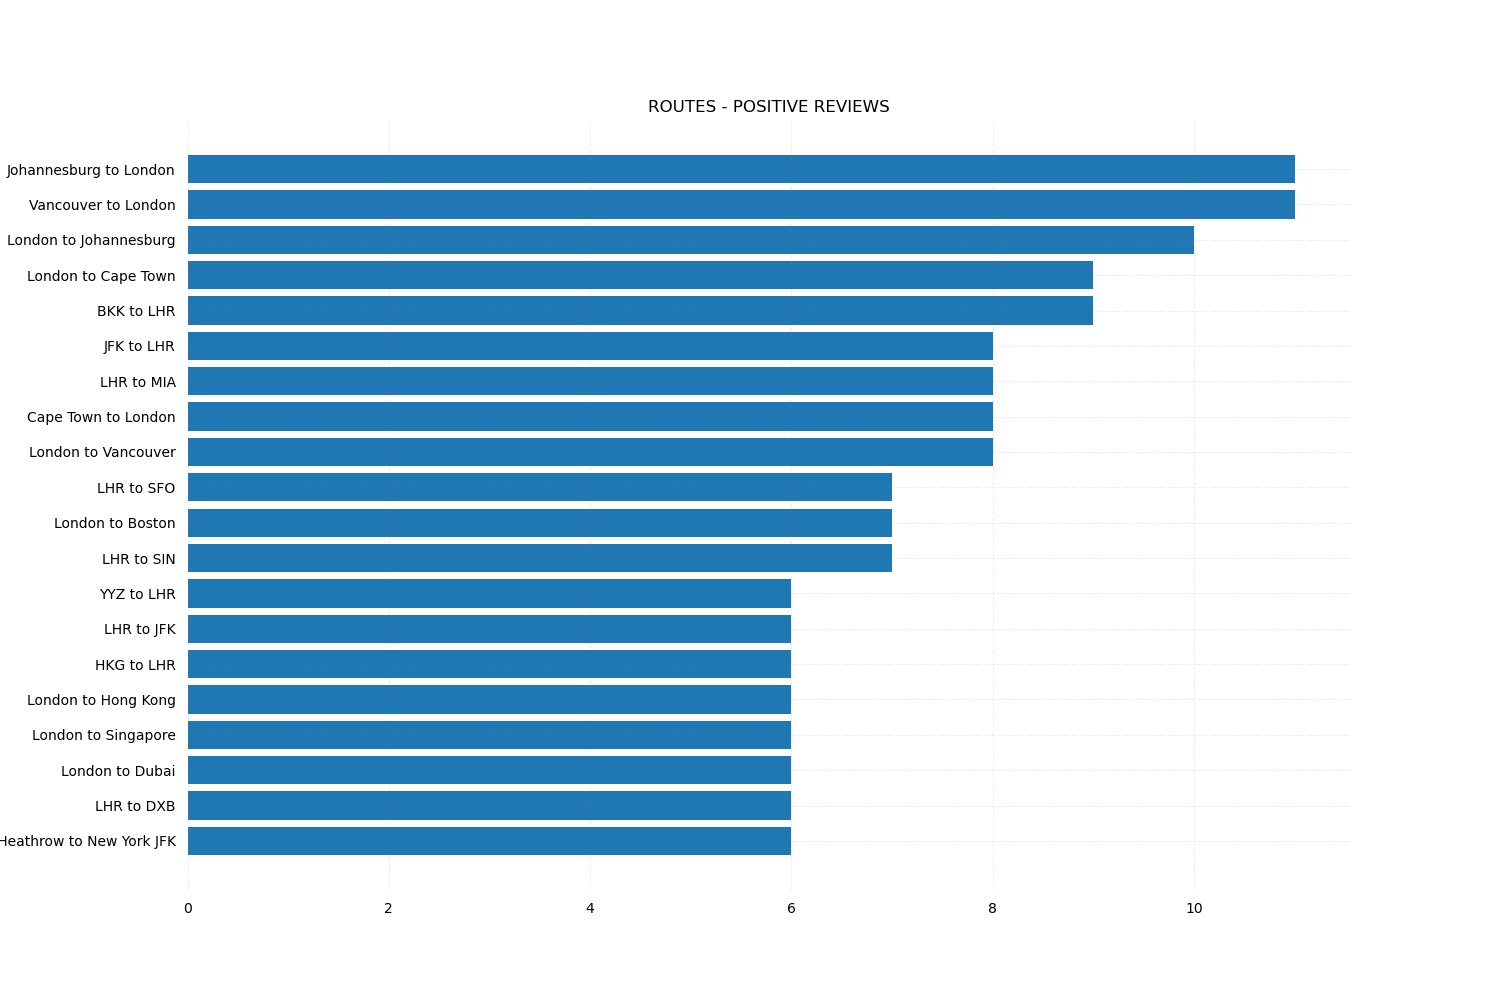 ROUTES - POSITIVE REVIEWS
Johannesburg to London
Vancouver to London
London to Johannesburg
London to Cape Town
BKK to LHR
JFK to LHR
LHR to MIA
Cape Town to London
London to Vancouver
LHR to SFO
London to Boston
LHR to SIN
YYZ to LHR
LHR to JFK
HKG to LHR
London to Hong Kong
London to Singapore
London to Dubai
LHR to DXB
Heathrow to New York JFK
0 2 4 6 8 10